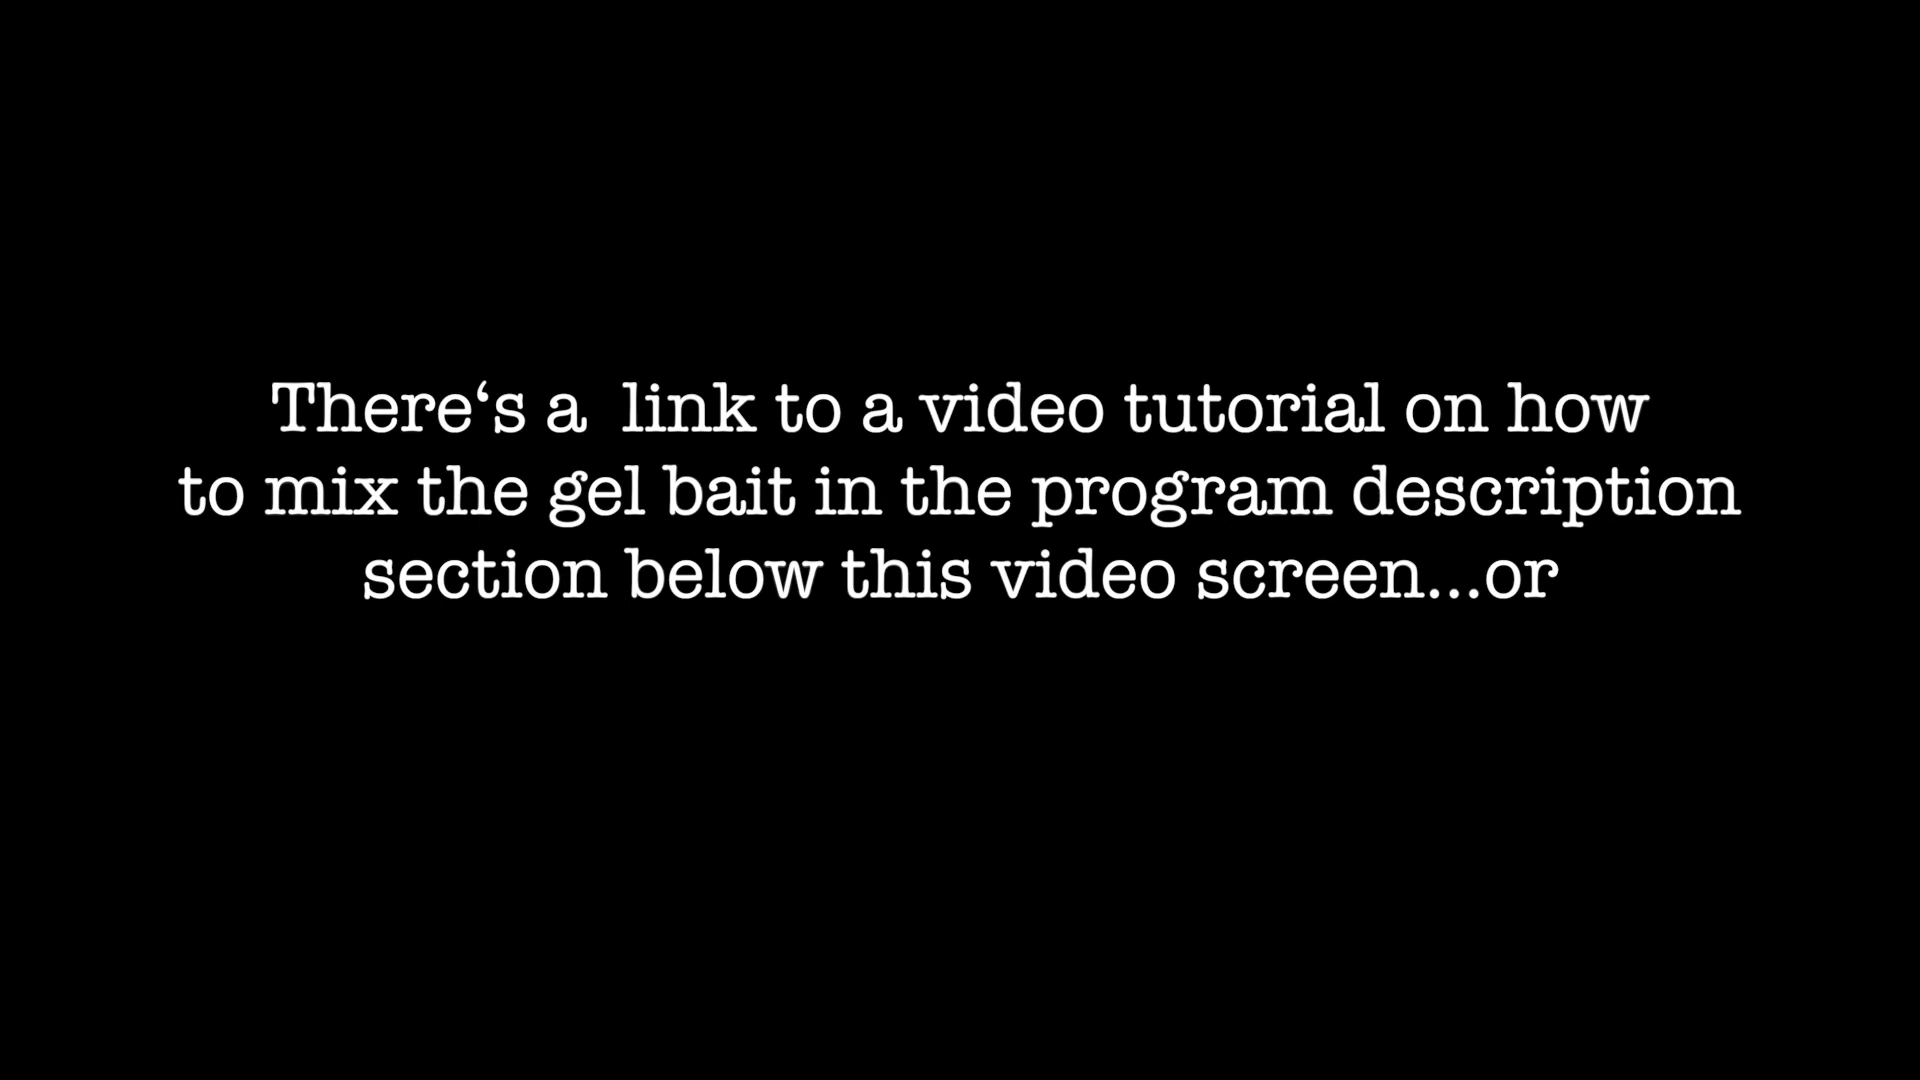 There‘s a  link to a video tutorial on how
to mix the gel bait in the program description
section below this video screen...or